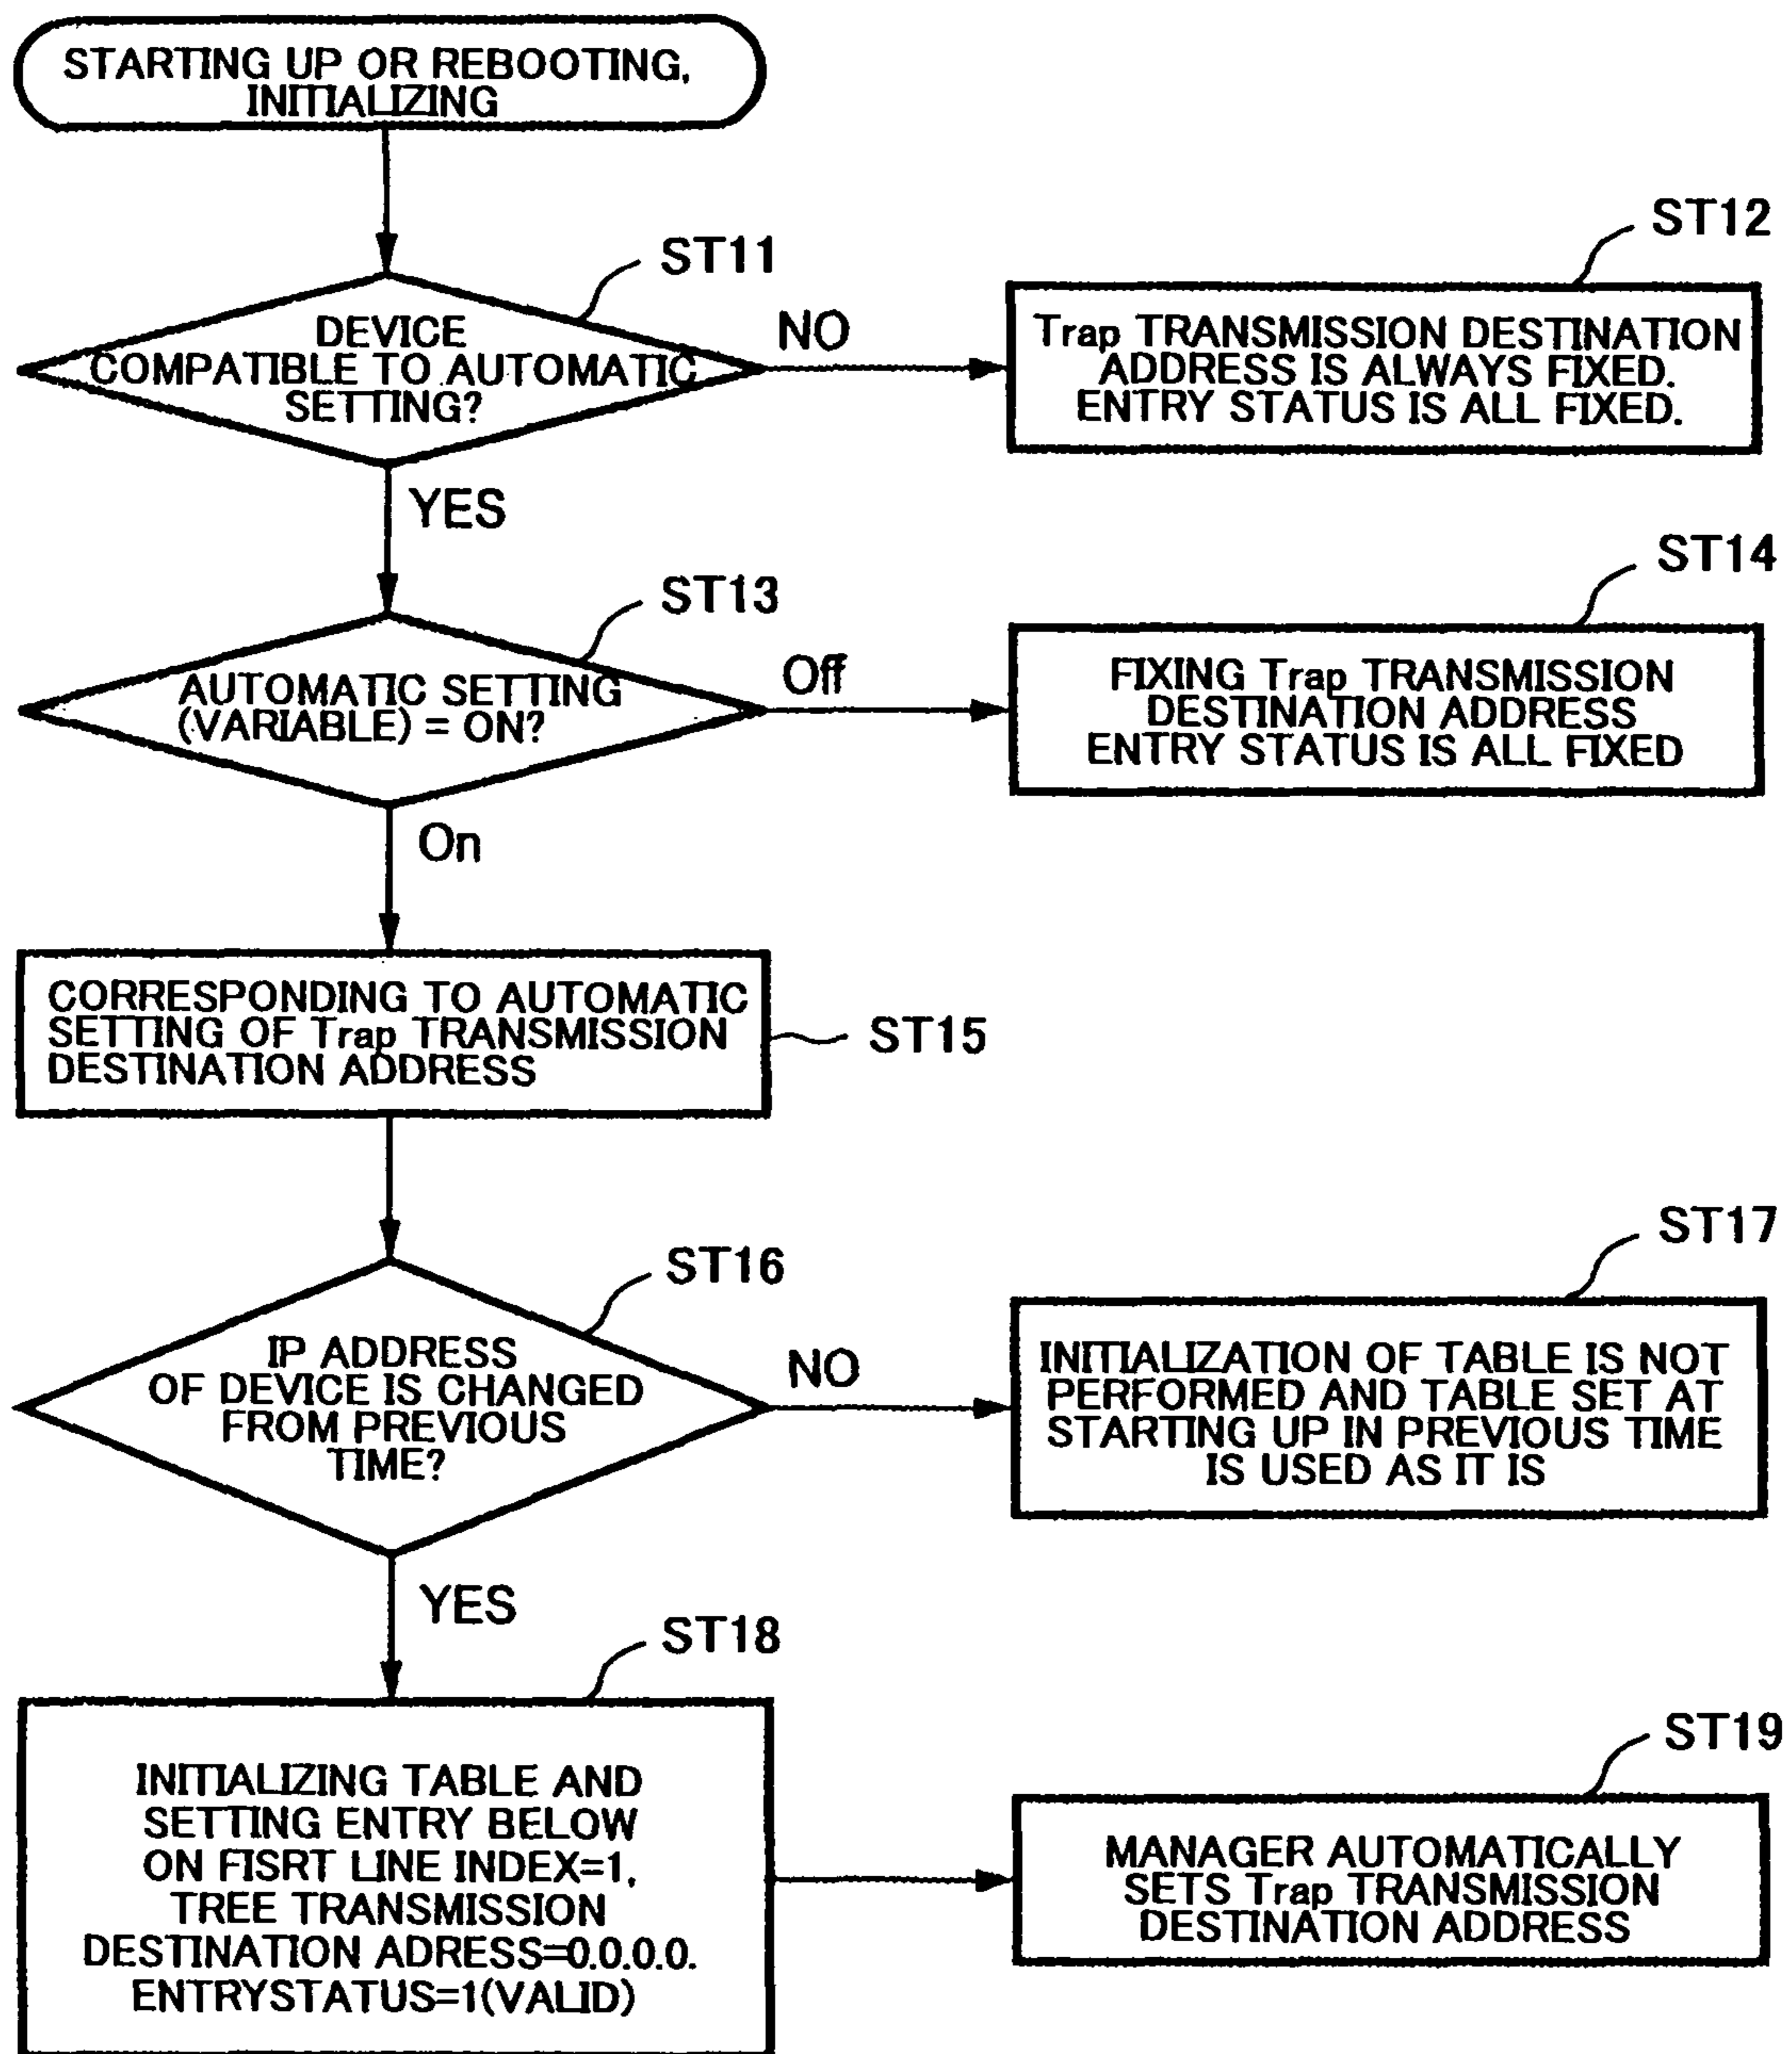 STARTING UP OR REBOOTING,
INITIALIZING
ST11
DEVICE
COMPATIBLE TO AUTOMATIC
SETTING?
NO
ST12
Trap TRANSMISSION DESTINATION
ADDRESS IS ALWAYS FIXED.
ENTRY STATUS IS ALL FIXED.
YES
ST13
AUTOMATIC SETTING
(VARIABLE) = ON?
Off
ST14
FIXING Trap TRANSMISSION
DESTINATION ADDRESS
ENTRY STATUS IS ALL FIXED
On
CORRESPONDING TO AUTOMATIC
SETTING OF Trap TRANSMISSION
DESTINATION ADDRESS
ST15
ST16
IP ADDRESS
OF DEVICE IS CHANGED
FROM PREVIOUS
TIME?
NO
ST17
INITIALIZATION OF TABLE IS NOT
PERFORMED AND TABLE SET AT
STARTING UP IN PREVIOUS TIME
IS USED AS IT IS
YES
ST18
INITIALIZING TABLE AND
SETTING ENTRY BELOW
ON FISRT LINE INDEX=1,
TREE TRANSMISSION
DESTINATION ADRESS=0.0.0.0.
ENTRYSTATUS=1(VALID)
ST19
MANAGER AUTOMATICALLY
SETS Trap TRANSMISSION
DESTINATION ADDRESS